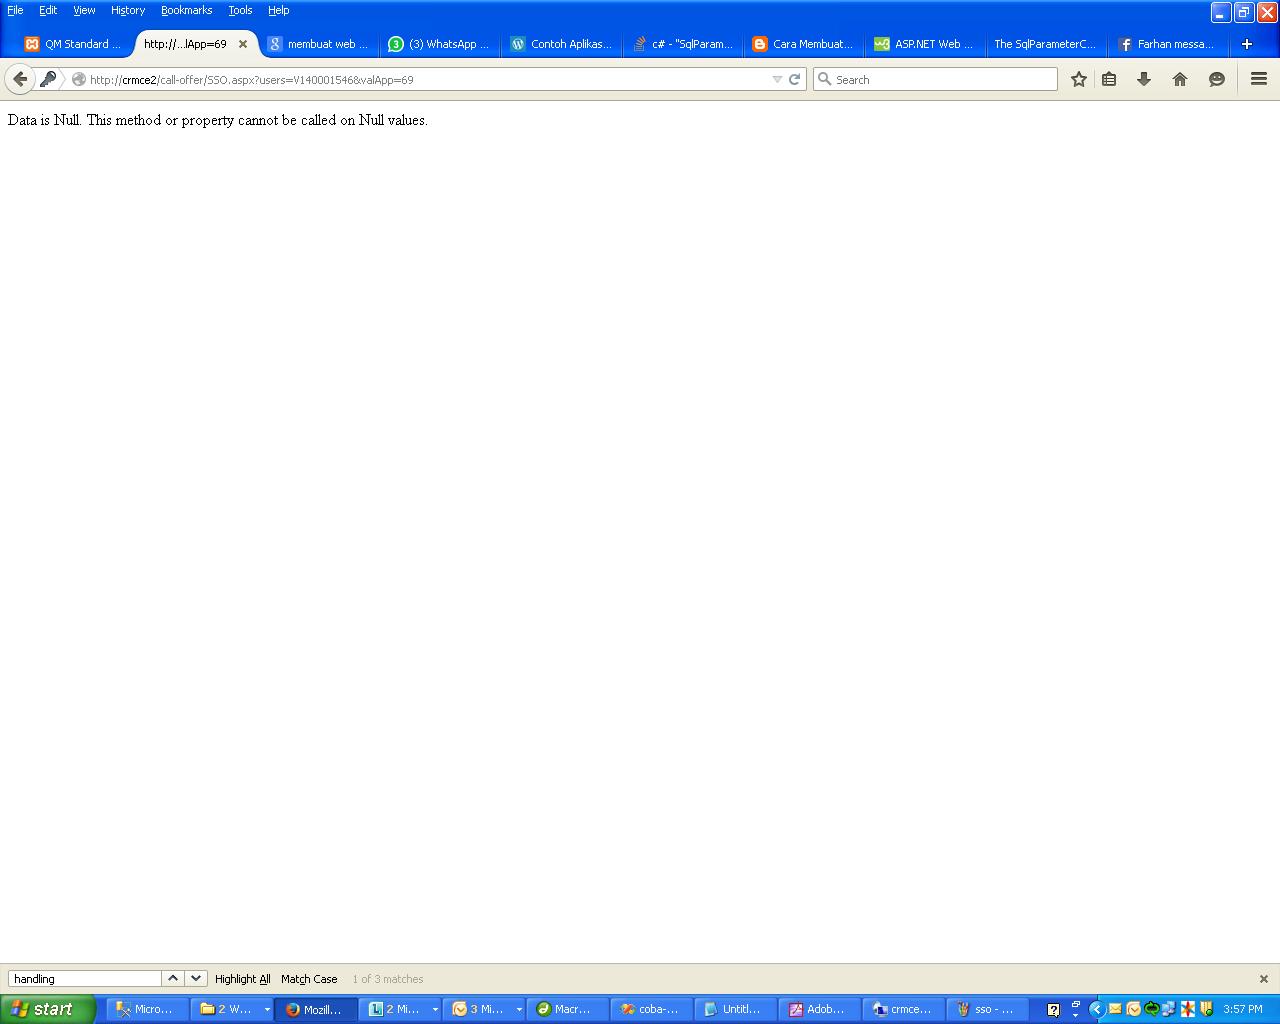 File Edit View History Bookmarks Tools Help
QM Standard ... http://...lApp=69 membuat web ... (3) WhatsApp ... Contoh Aplikas... c# - "SqlParam... Cara Membuat... ASP.NET Web ... The SqlParameterC... Farhan messa...
http://crmce2/call-offer/SSO.aspx?users=V140001546&valApp=69 Search
Data is Null. This method or property cannot be called on Null values.
handling Highlight All Match Case 1 of 3 matches
start Micro... 2 W... Mozill... 2 Mi... 3 Mi... Macr... coba-... Untitl... Adob... crmce... sso - ... 3:57 PM